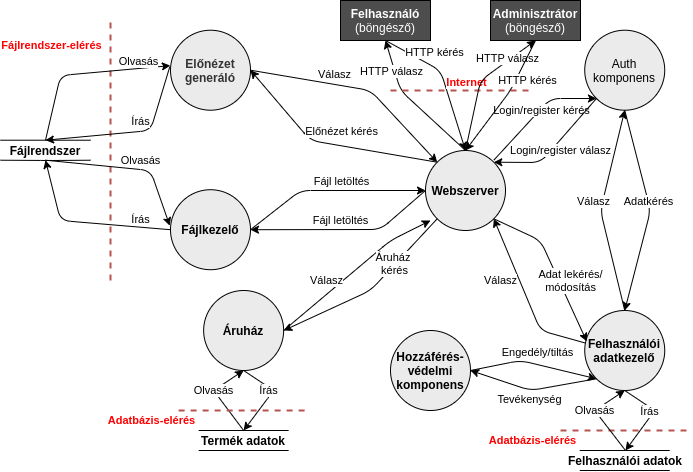 Felhasználó
(böngésző)
Adminisztrátor
(böngésző)
Fájlrendszer-elérés
Olvasás
Előnézet
generáló
Írás
Válasz
Előnézet kérés
HTTP kérés
HTTP válasz
HTTP válasz
HTTP kérés
Internet
Auth
komponens
Login/register kérés
Login/register válasz
Fájlrendszer
Olvasás
Írás
Fájlkezelő
Fájl letöltés
Fájl letöltés
Webszerver
Válasz
Adatkérés
Áruház
kérés
Válasz
Adat lekérés/
módosítás
Válasz
Áruház
Hozzáférés-
védelmi
komponens
Engedély/tiltás
Tevékenység
Felhasználói
adatkezelő
Olvasás
Írás
Adatbázis-elérés
Termék adatok
Olvasás
Írás
Adatbázis-elérés
Felhasználói adatok